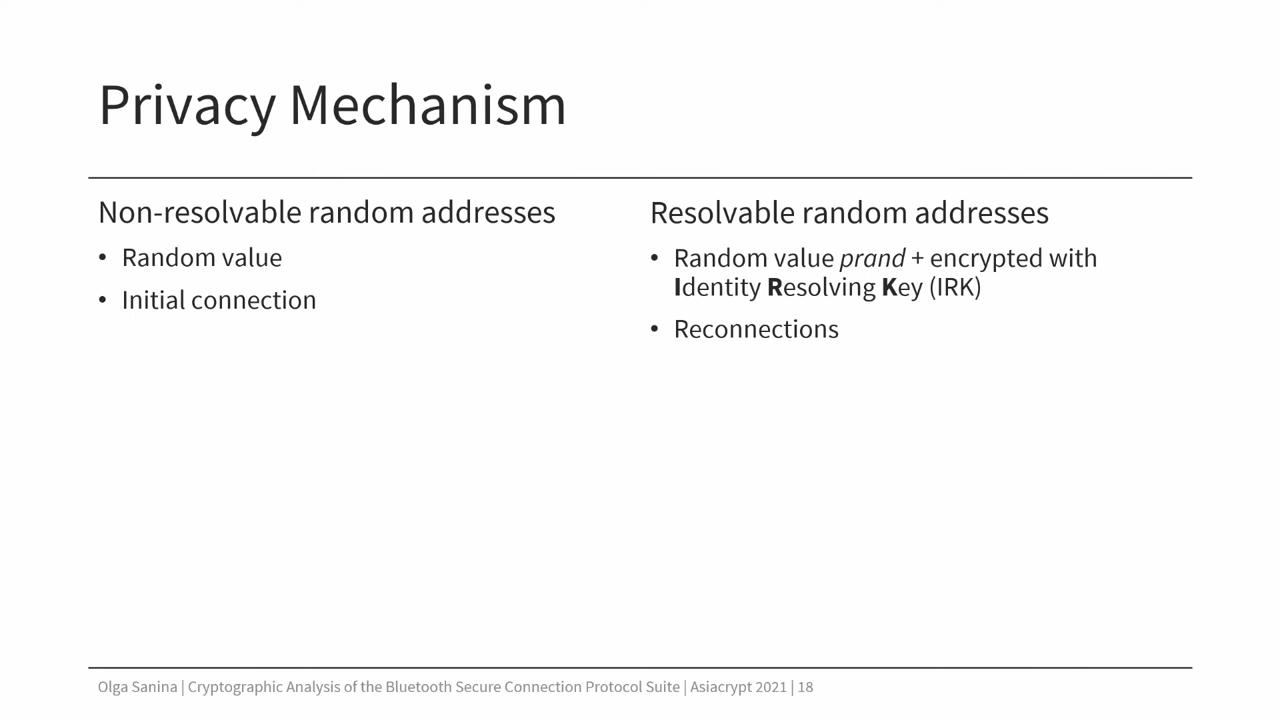 Privacy Mechanism
Non-resolvable random addresses
• Random value
• Initial connection
Resolvable random addresses
• Random value prand + encrypted with
Identity Resolving Key (IRK)
• Reconnections
Olga Sanina | Cryptographic Analysis of the Bluetooth Secure Connection Protocol Suite | Asiacrypt 2021 | 18